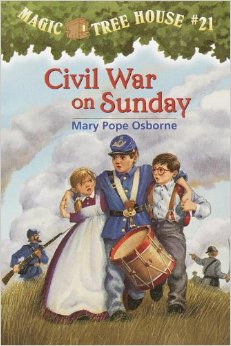 MAGIC TREE HOUSE #21
Civil War
on Sunday
Mary Pope Osborne